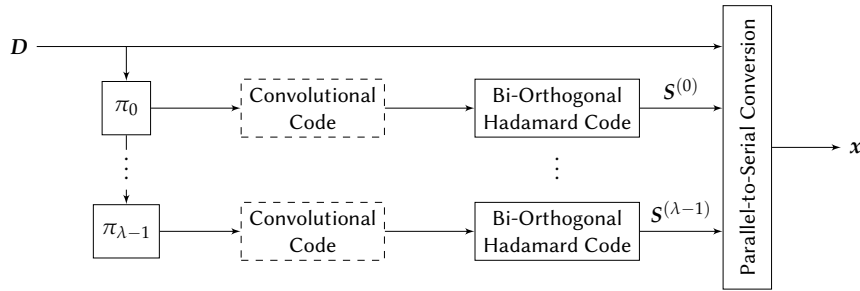 D
π₀
Convolutional
Code
Bi-Orthogonal
Hadamard Code
S⁽⁰⁾
⋮
⋮
π_{λ−1}
Convolutional
Code
Bi-Orthogonal
Hadamard Code
S^{(λ−1)}
Parallel-to-Serial Conversion
x